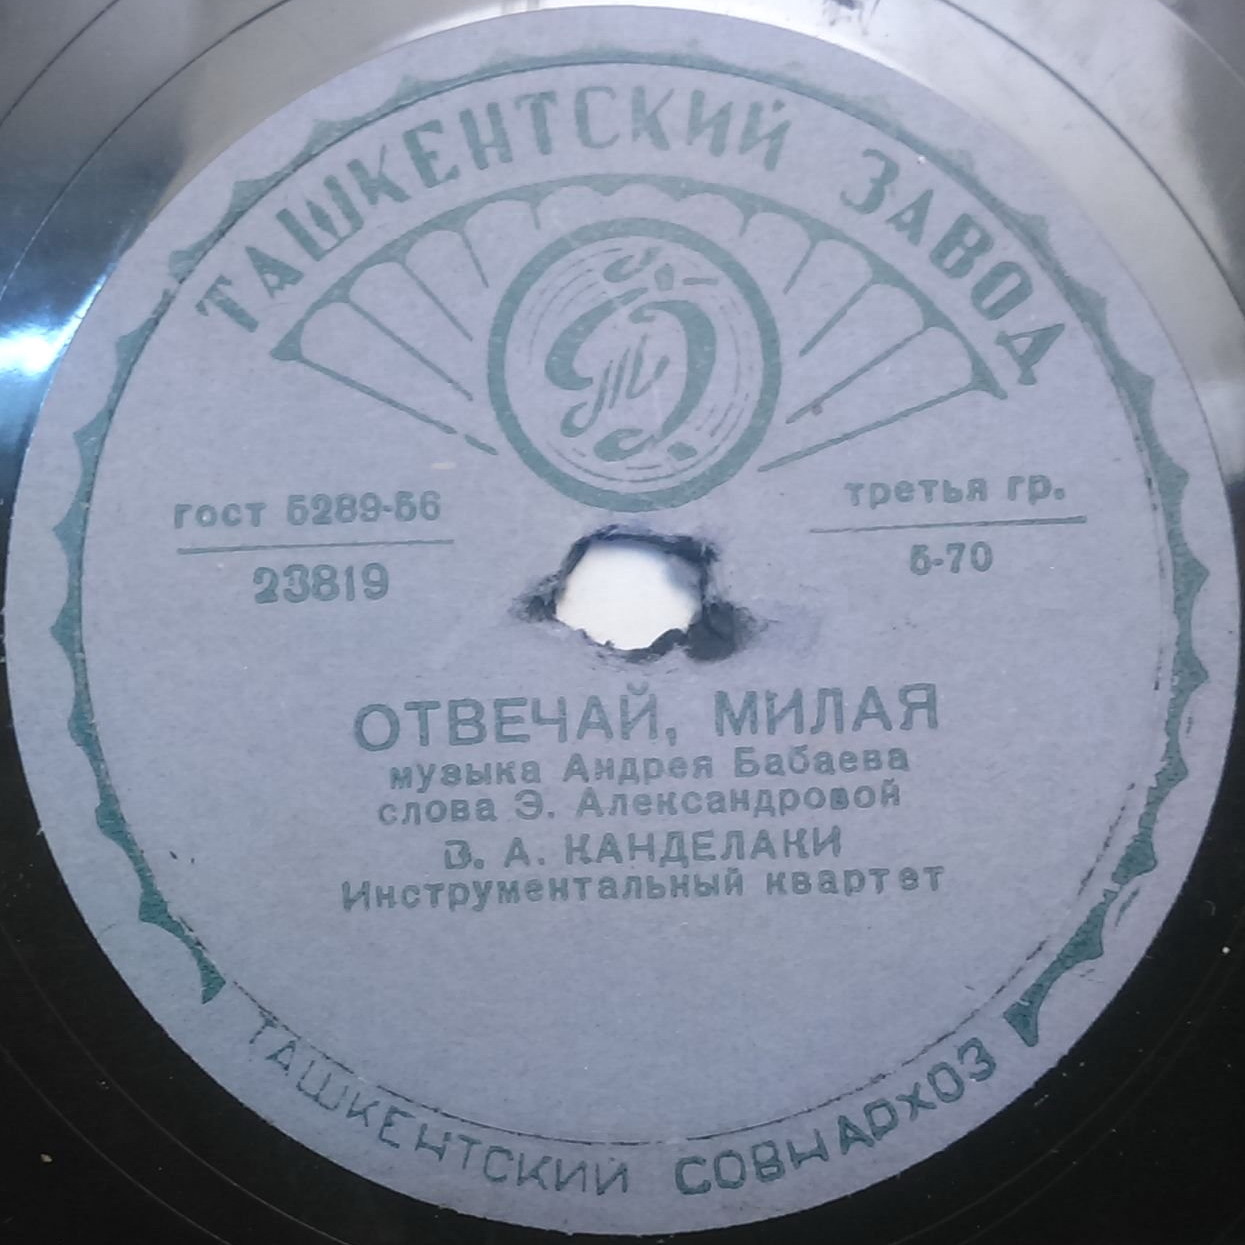 ТАШКЕНТСКИЙ ЗАВОД
гост 5289-56
23819
третья гр.
5-70
ОТВЕЧАЙ, МИЛАЯ
музыка Андрея Бабаева
слова Э. Александровой
В. А. КАНДЕЛАКИ
Инструментальный квартет
ТАШКЕНТСКИЙ СОВНАРХОЗ